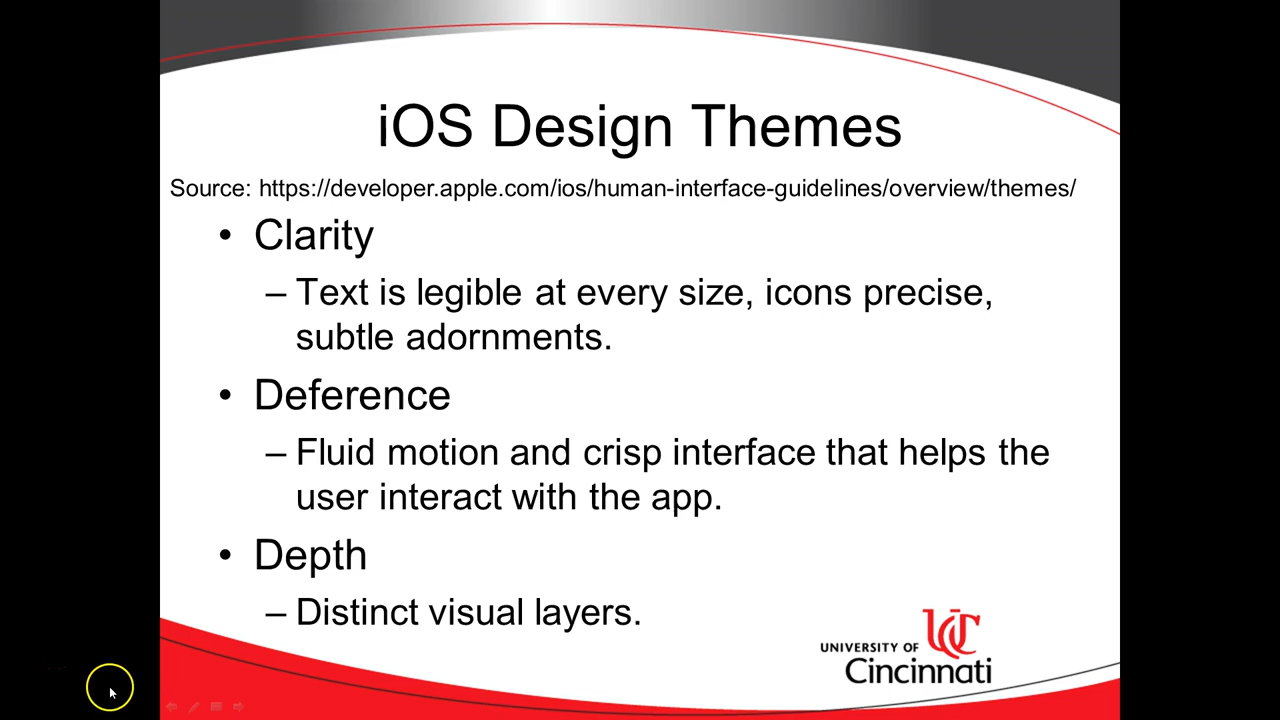 iOS Design Themes
Source: https://developer.apple.com/ios/human-interface-guidelines/overview/themes/
• Clarity
– Text is legible at every size, icons precise,
subtle adornments.
• Deference
– Fluid motion and crisp interface that helps the
user interact with the app.
• Depth
– Distinct visual layers.
UC
UNIVERSITY OF
Cincinnati